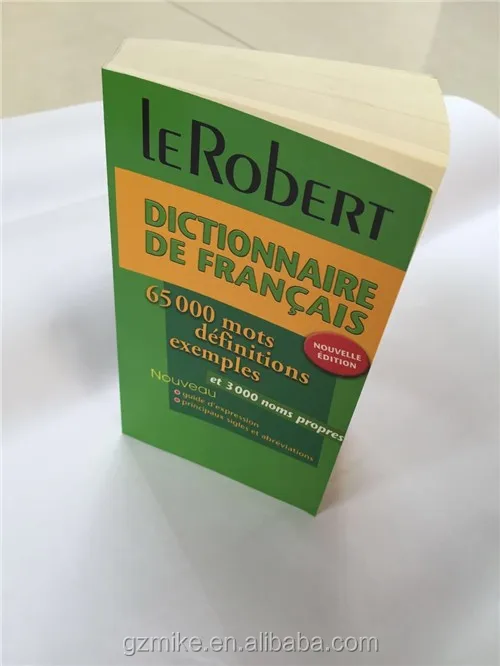 LE ROBERT
DICTIONNAIRE
DE FRANÇAIS
65 000 mots
définitions
exemples
NOUVELLE
ÉDITION
et 3 000 noms propres
Nouveau
guide d'expression
principaux sigles et abréviations
gzmike.en.alibaba.com